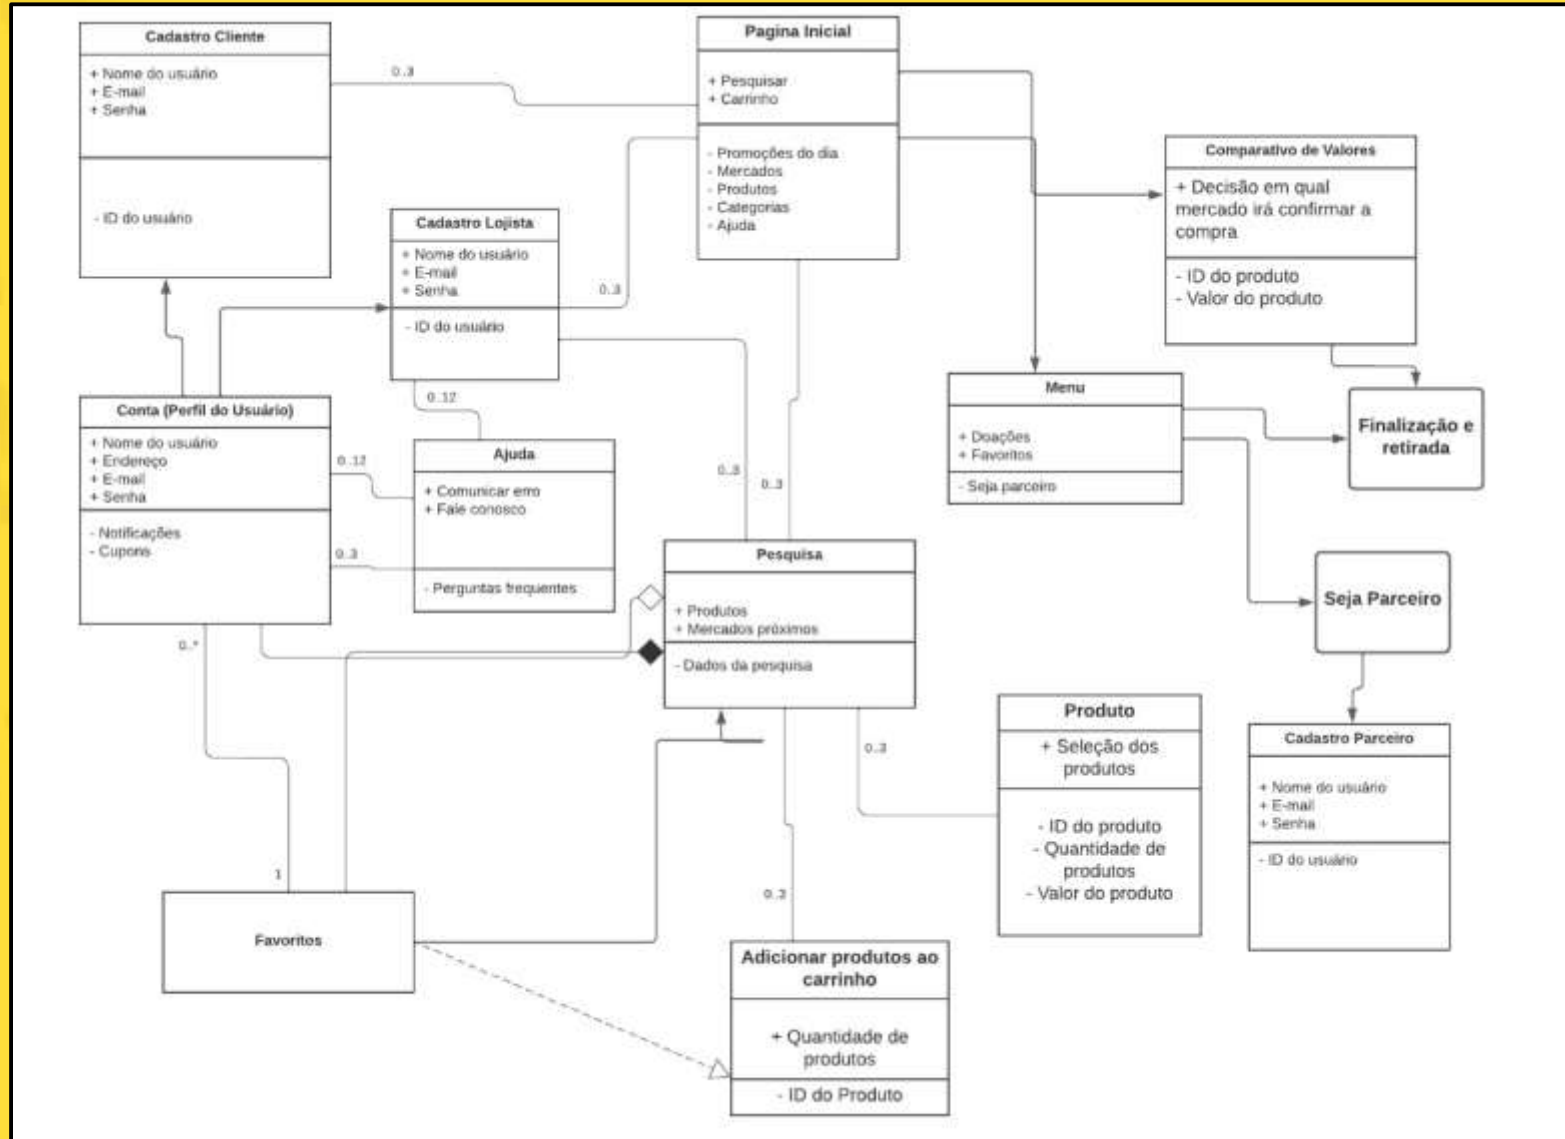 Cadastro Cliente
+ Nome do usuário
+ E-mail
+ Senha
- ID do usuário
0..3
Pagina Inicial
+ Pesquisar
+ Carrinho
- Promoções do dia
- Mercados
- Produtos
- Categorias
- Ajuda
Comparativo de Valores
+ Decisão em qual
mercado irá confirmar a
compra
- ID do produto
- Valor do produto
Cadastro Lojista
+ Nome do usuário
+ E-mail
+ Senha
- ID do usuário
0..3
0..12
Conta (Perfil do Usuário)
+ Nome do usuário
+ Endereço
+ E-mail
+ Senha
- Notificações
- Cupons
0..12
0..3
Ajuda
+ Comunicar erro
+ Fale conosco
- Perguntas frequentes
0..3
0..3
Menu
+ Doações
+ Favoritos
- Seja parceiro
Finalização e
retirada
Pesquisa
+ Produtos
+ Mercados próximos
- Dados da pesquisa
Seja Parceiro
0..*
1
0..3
0..3
Produto
+ Seleção dos
produtos
- ID do produto
- Quantidade de
produtos
- Valor do produto
Cadastro Parceiro
+ Nome do usuário
+ E-mail
+ Senha
- ID do usuário
Favoritos
Adicionar produtos ao
carrinho
+ Quantidade de
produtos
- ID do Produto